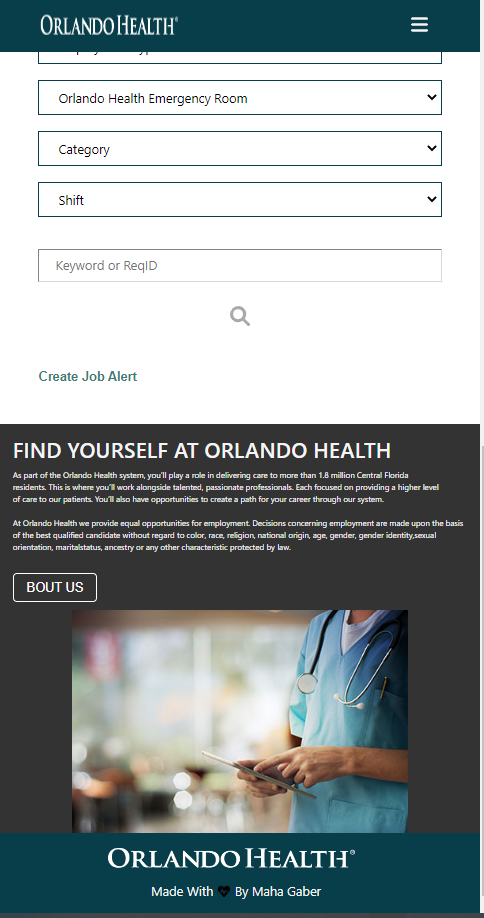 ORLANDO HEALTH®
Orlando Health Emergency Room
Category
Shift
Keyword or ReqID
Create Job Alert
FIND YOURSELF AT ORLANDO HEALTH
As part of the Orlando Health system, you'll play a role in delivering care to more than 1.8 million Central Florida
residents. This is where you'll work alongside talented, passionate professionals. Each focused on providing a higher level
of care to our patients. You'll also have opportunities to create a path for your career through our system.
At Orlando Health we provide equal opportunities for employment. Decisions concerning employment are made upon the basis
of the best qualified candidate without regard to color, race, religion, national origin, age, gender, gender identity,sexual
orientation, maritalstatus, ancestry or any other characteristic protected by law.
BOUT US
ORLANDO HEALTH®
Made With 🖤 By Maha Gaber